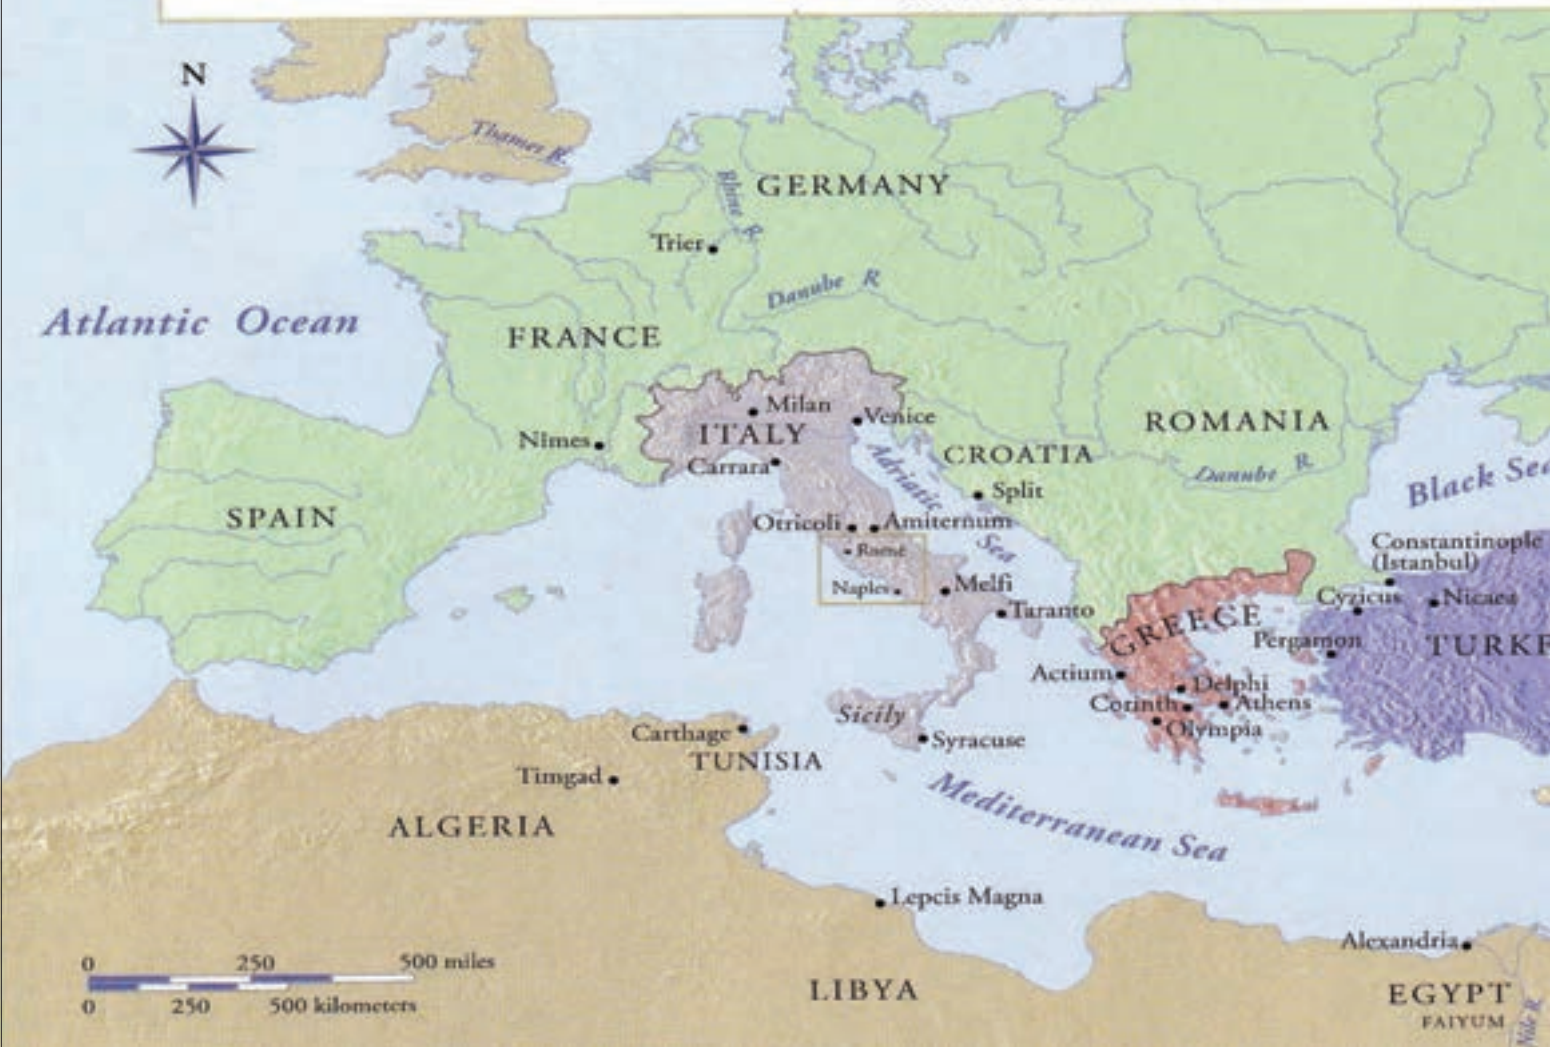 N
Thames R.
Rhine R.
GERMANY
Trier
Danube R
Atlantic Ocean
FRANCE
Milan
Venice
ITALY
ROMANIA
Nîmes
CROATIA
Carrara
Adriatic Sea
Danube R.
Black Sea
Split
SPAIN
Otricoli
Amiternum
Rome
Constantinople
(Istanbul)
Naples
Melfi
Cyzicus
Nicaea
Taranto
GREECE
Pergamon
TURKE
Actium
Delphi
Corinth
Athens
Sicily
Olympia
Carthage
Syracuse
TUNISIA
Timgad
Mediterranean Sea
ALGERIA
Lepcis Magna
Alexandria
0 250 500 miles
0 250 500 kilometers
LIBYA
EGYPT
FAIYUM
Nile R.